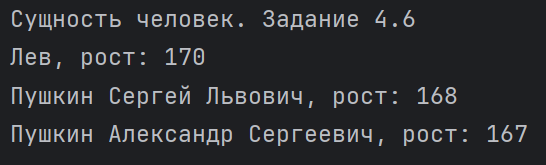 Сущность человек. Задание 4.6
Лев, рост: 170
Пушкин Сергей Львович, рост: 168
Пушкин Александр Сергеевич, рост: 167